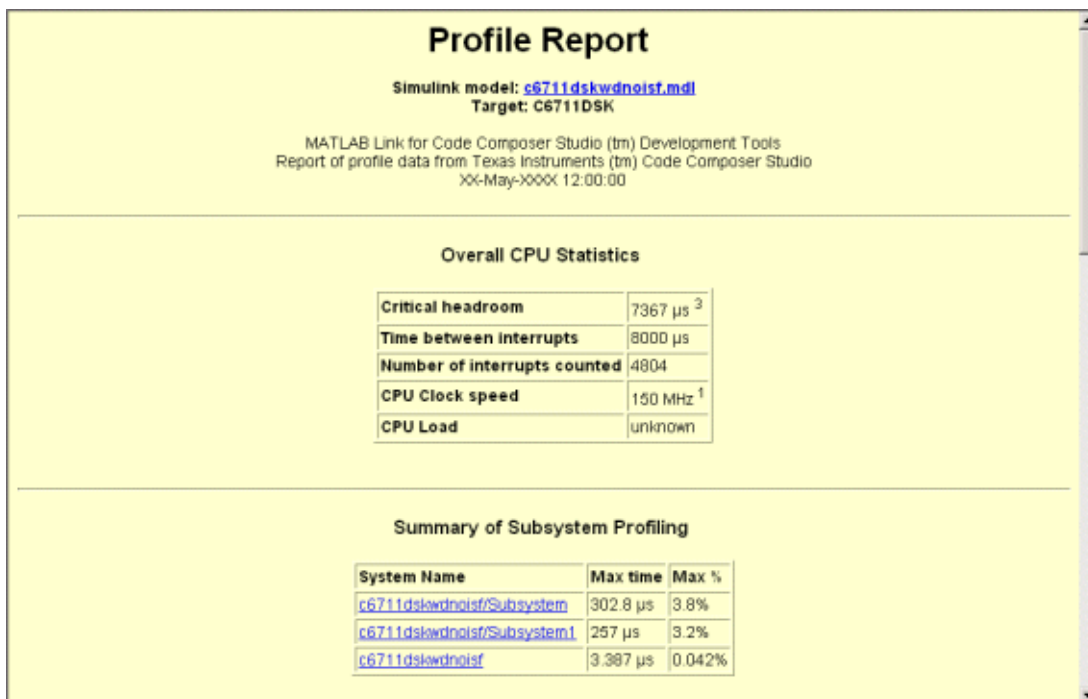 Profile Report
Simulink model: c6711dskwdnoisf.mdl
Target: C6711DSK
MATLAB Link for Code Composer Studio (tm) Development Tools
Report of profile data from Texas Instruments (tm) Code Composer Studio
XX-May-XXXX 12:00:00
Overall CPU Statistics
Critical headroom 7367 µs 3
Time between interrupts 8000 µs
Number of interrupts counted 4804
CPU Clock speed 150 MHz 1
CPU Load unknown
Summary of Subsystem Profiling
System Name Max time Max %
c6711dskwdnoisf/Subsystem 302.8 µs 3.8%
c6711dskwdnoisf/Subsystem1 257 µs 3.2%
c6711dskwdnoisf 3.387 µs 0.042%